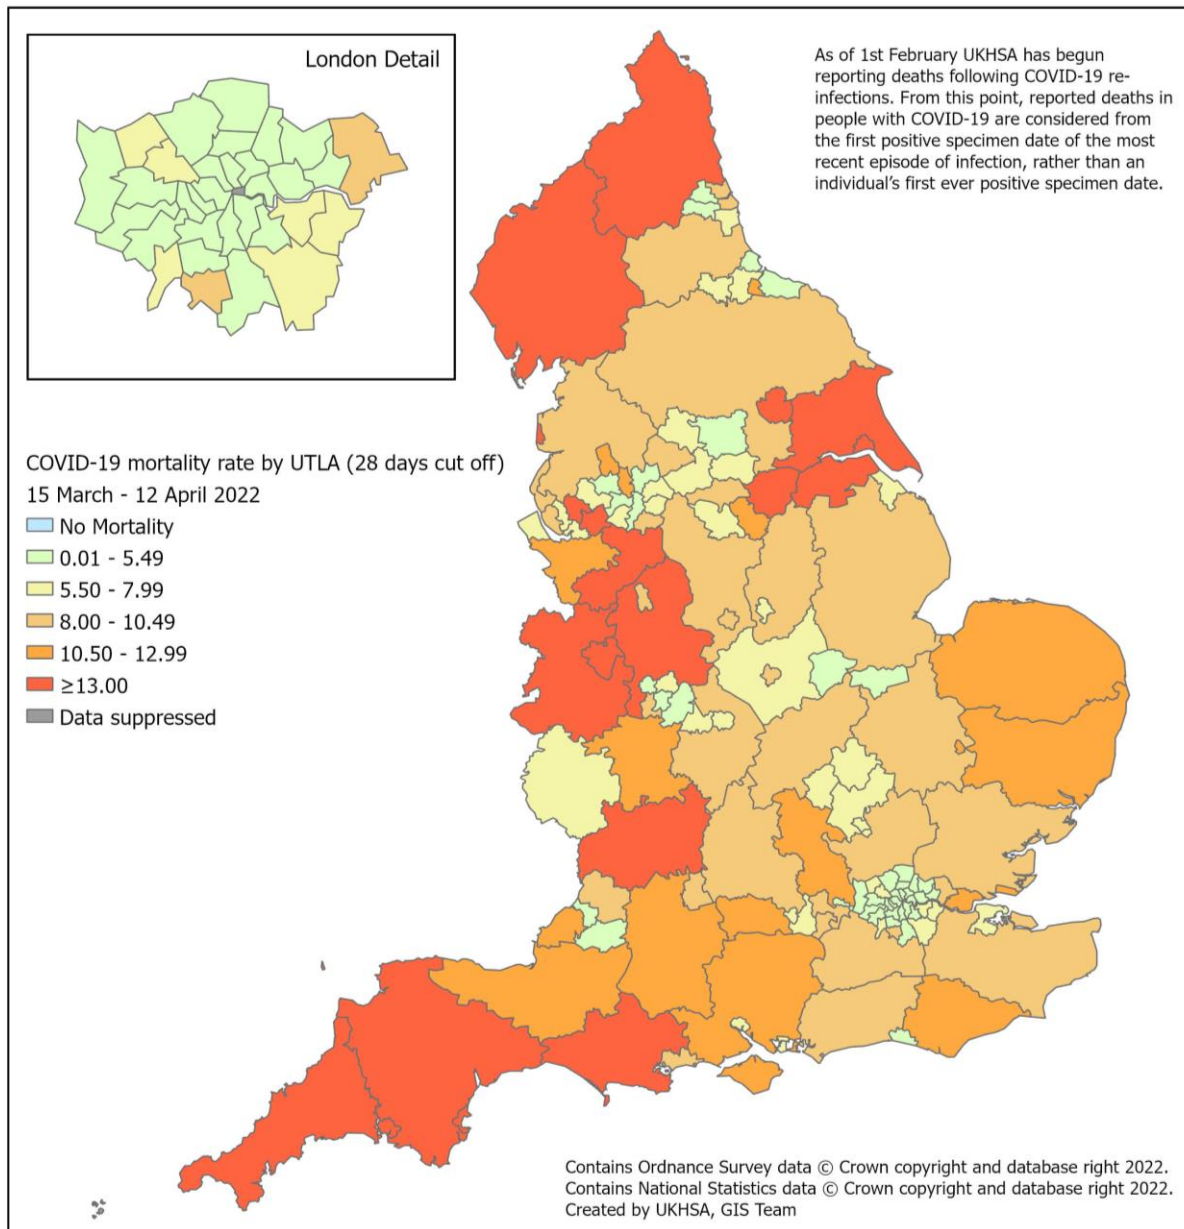 London Detail
As of 1st February UKHSA has begun
reporting deaths following COVID-19 re-
infections. From this point, reported deaths in
people with COVID-19 are considered from
the first positive specimen date of the most
recent episode of infection, rather than an
individual's first ever positive specimen date.
COVID-19 mortality rate by UTLA (28 days cut off)
15 March - 12 April 2022
No Mortality
0.01 - 5.49
5.50 - 7.99
8.00 - 10.49
10.50 - 12.99
≥13.00
Data suppressed
Contains Ordnance Survey data © Crown copyright and database right 2022.
Contains National Statistics data © Crown copyright and database right 2022.
Created by UKHSA, GIS Team